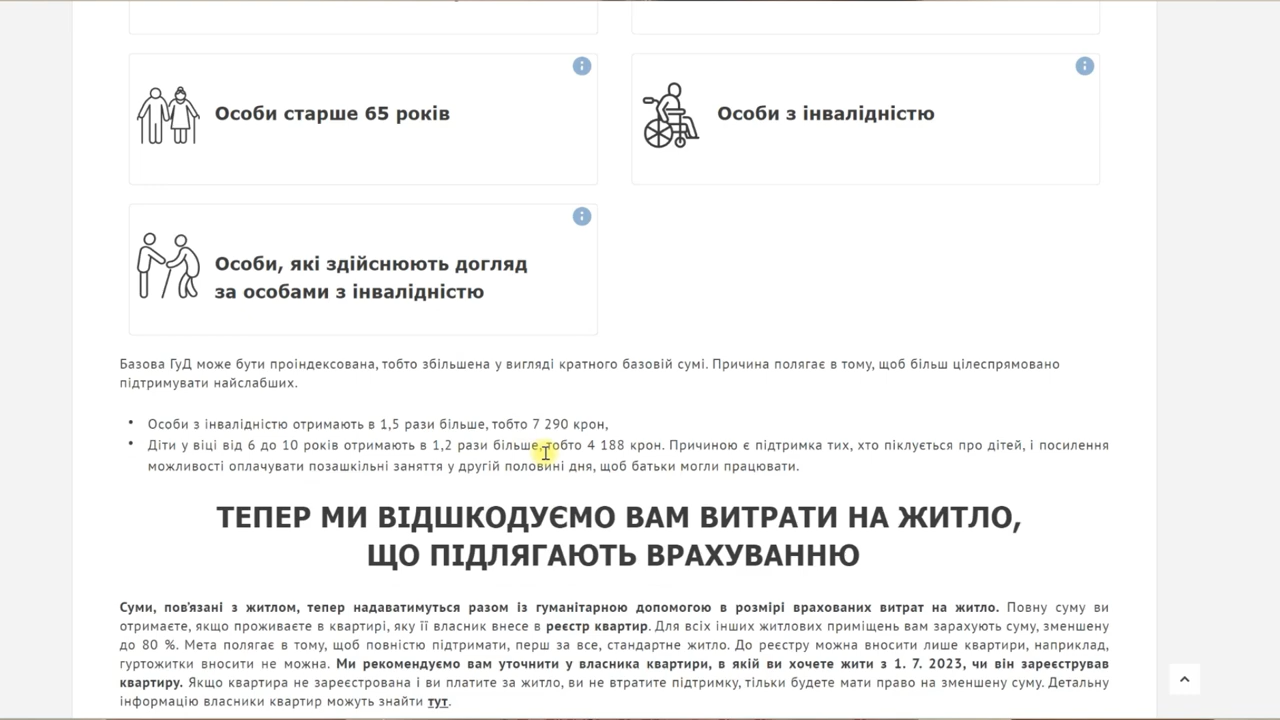 Особи старше 65 років
Особи з інвалідністю
Особи, які здійснюють догляд
за особами з інвалідністю
Базова ГуД може бути проіндексована, тобто збільшена у вигляді кратного базовій сумі. Причина полягає в тому, щоб більш цілеспрямовано
підтримувати найслабших.
• Особи з інвалідністю отримають в 1,5 рази більше, тобто 7 290 крон,
• Діти у віці від 6 до 10 років отримають в 1,2 рази більше, тобто 4 188 крон. Причиною є підтримка тих, хто піклується про дітей, і посилення
можливості оплачувати позашкільні заняття у другій половині дня, щоб батьки могли працювати.
ТЕПЕР МИ ВІДШКОДУЄМО ВАМ ВИТРАТИ НА ЖИТЛО,
ЩО ПІДЛЯГАЮТЬ ВРАХУВАННЮ
Суми, пов'язані з житлом, тепер надаватимуться разом із гуманітарною допомогою в розмірі врахованих витрат на житло. Повну суму ви
отримаєте, якщо проживаєте в квартирі, яку її власник внесе в реєстр квартир. Для всіх інших житлових приміщень вам зарахують суму, зменшену
до 80 %. Мета полягає в тому, щоб повністю підтримати, перш за все, стандартне житло. До реєстру можна вносити лише квартири, наприклад,
гуртожитки вносити не можна. Ми рекомендуємо вам уточнити у власника квартири, в якій ви хочете жити з 1. 7. 2023, чи він зареєстрував
квартиру. Якщо квартира не зареєстрована і ви платите за житло, ви не втратите підтримку, тільки будете мати право на зменшену суму. Детальну
інформацію власники квартир можуть знайти тут.